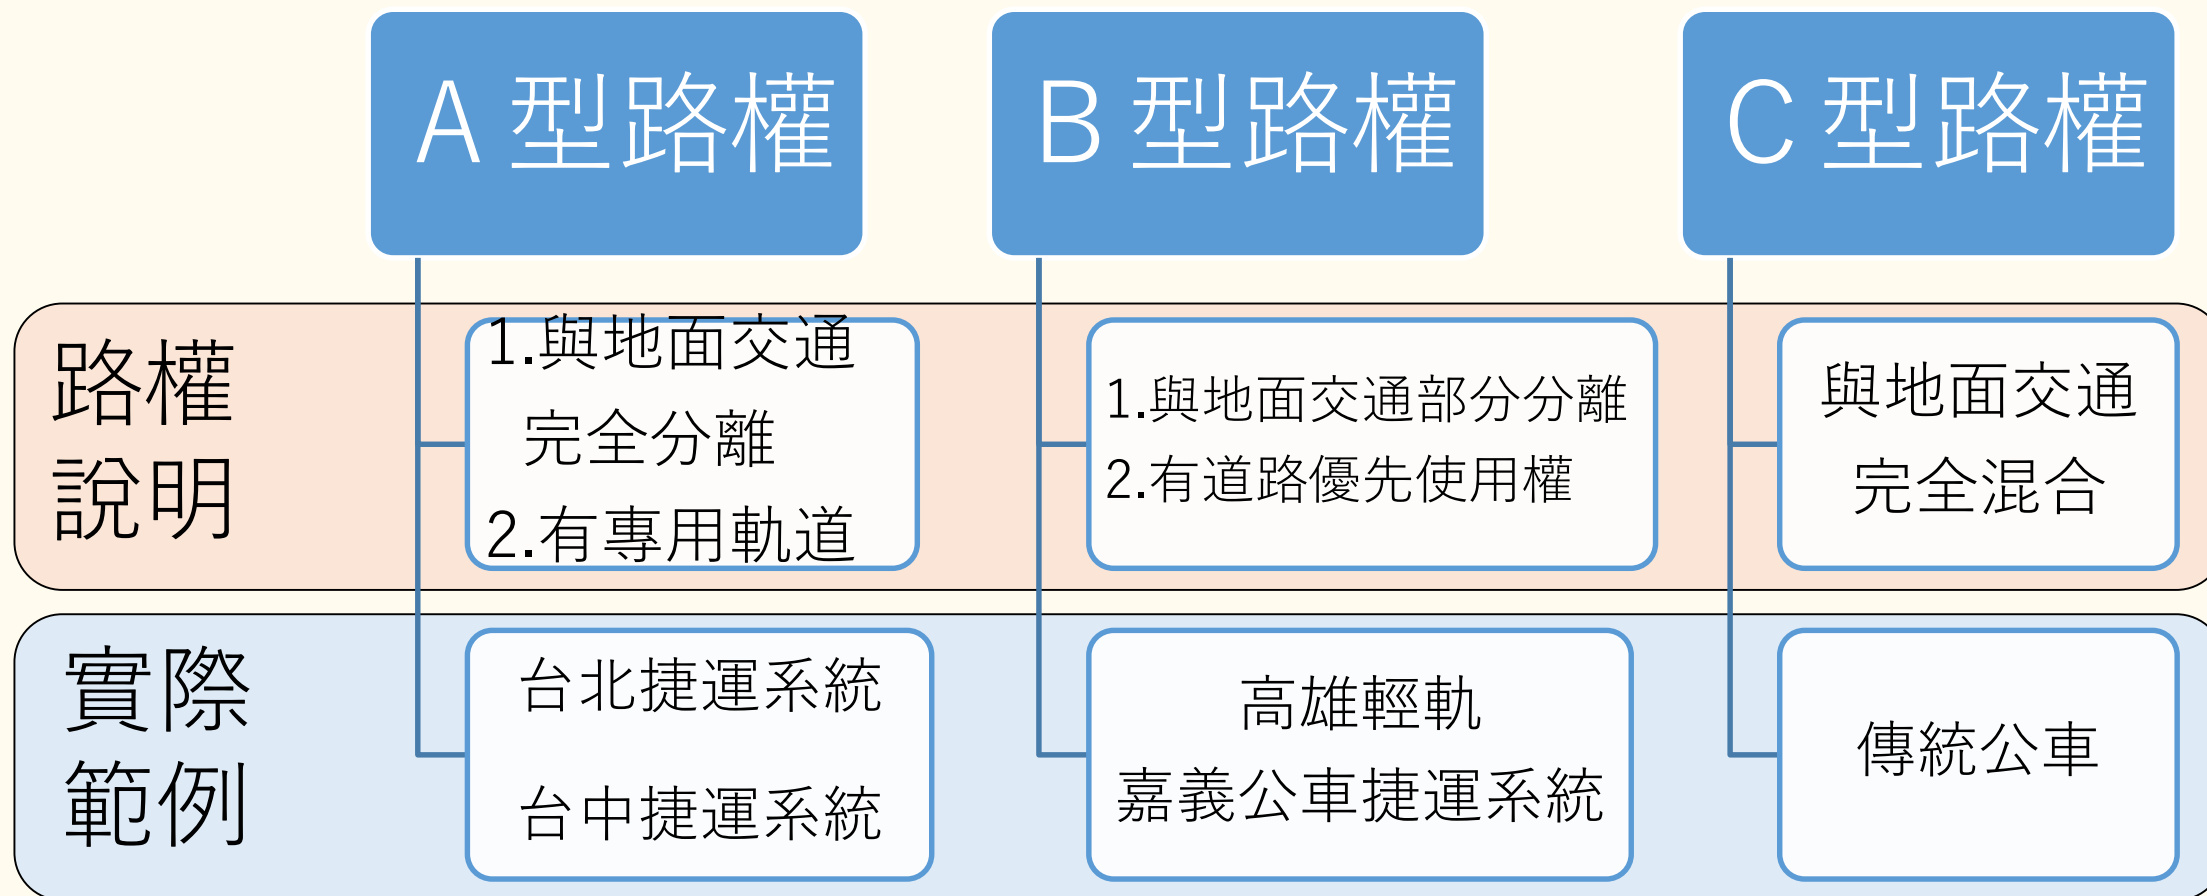 A 型路權
B 型路權
C 型路權
路權
說明
1.與地面交通
完全分離
2.有專用軌道
1.與地面交通部分分離
2.有道路優先使用權
與地面交通
完全混合
實際
範例
台北捷運系統
台中捷運系統
高雄輕軌
嘉義公車捷運系統
傳統公車